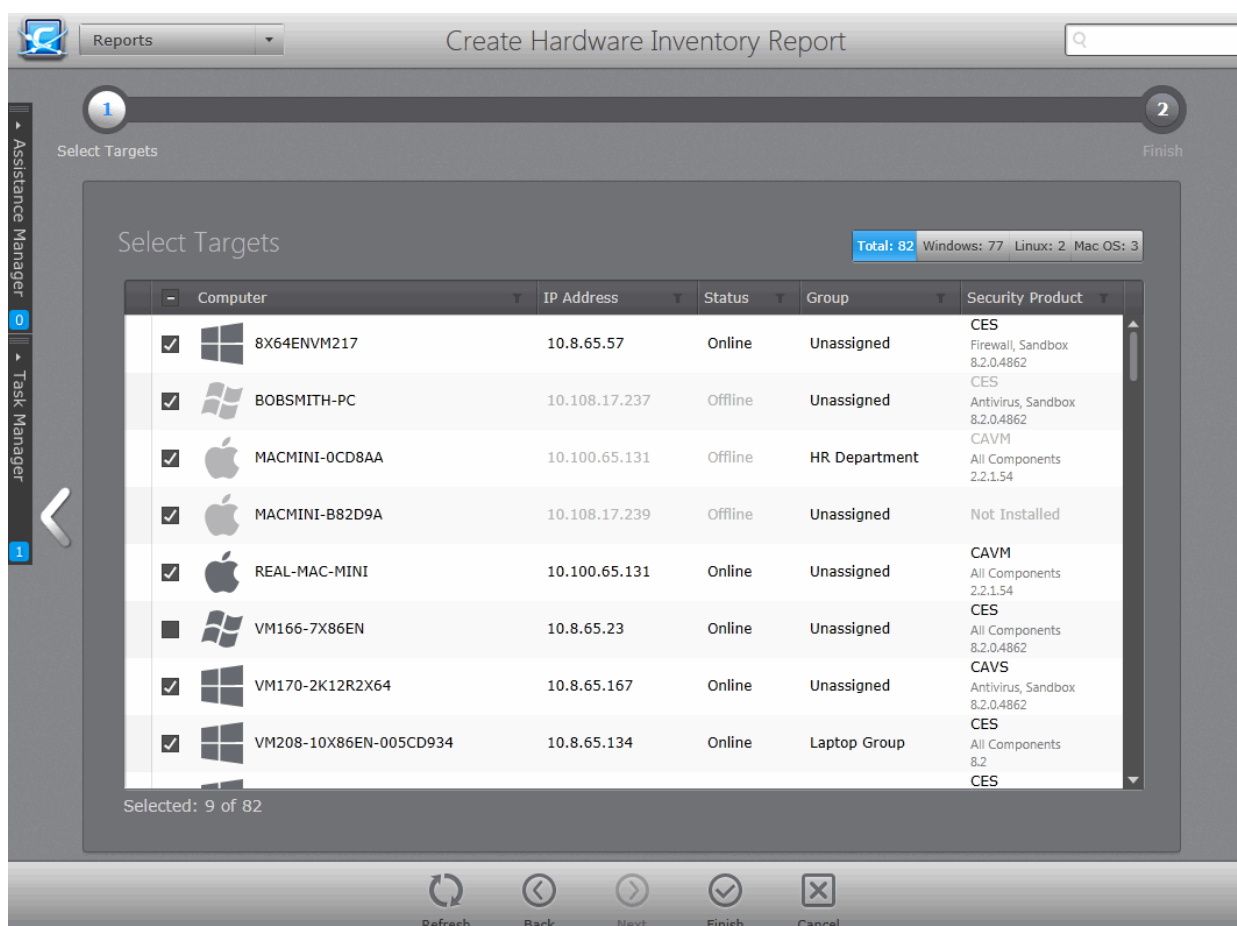 Reports
Create Hardware Inventory Report
1
2
Select Targets
Finish
Assistance Manager
0
Task Manager
1
Select Targets
Total: 82 Windows: 77 Linux: 2 Mac OS: 3
Computer IP Address Status Group Security Product
8X64ENVM217 10.8.65.57 Online Unassigned CES
Firewall, Sandbox
8.2.0.4862
BOBSMITH-PC 10.108.17.237 Offline Unassigned CES
Antivirus, Sandbox
8.2.0.4862
MACMINI-0CD8AA 10.100.65.131 Offline HR Department CAVM
All Components
2.2.1.54
MACMINI-B82D9A 10.108.17.239 Offline Unassigned Not Installed
REAL-MAC-MINI 10.100.65.131 Online Unassigned CAVM
All Components
2.2.1.54
VM166-7X86EN 10.8.65.23 Online Unassigned CES
All Components
8.2.0.4862
VM170-2K12R2X64 10.8.65.167 Online Unassigned CAVS
Antivirus, Sandbox
8.2.0.4862
VM208-10X86EN-005CD934 10.8.65.134 Online Laptop Group CES
All Components
8.2
CES
Selected: 9 of 82
Refresh Back Next Finish Cancel